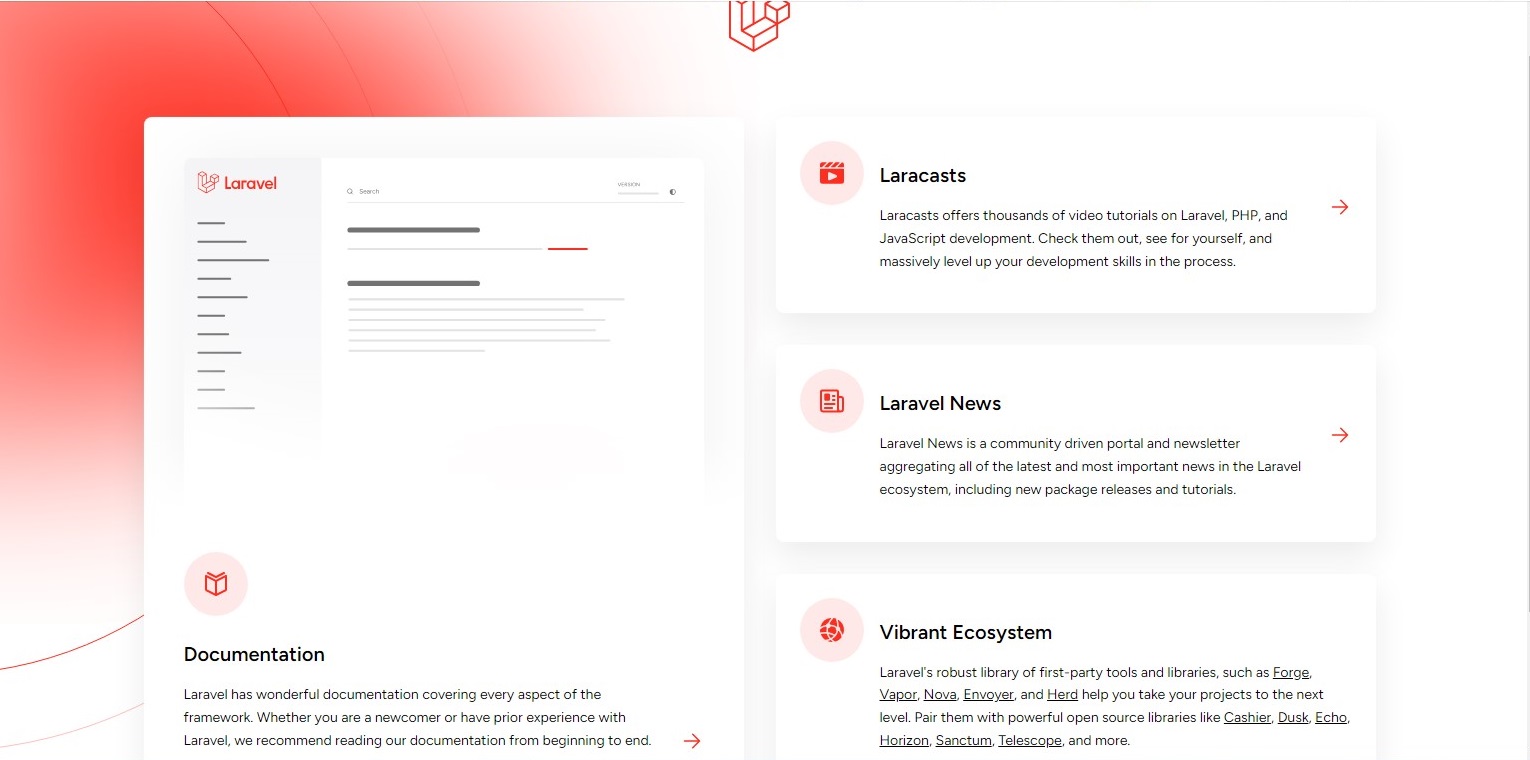 Laravel
Search
VERSION
Documentation
Laravel has wonderful documentation covering every aspect of the
framework. Whether you are a newcomer or have prior experience with
Laravel, we recommend reading our documentation from beginning to end.
Laracasts
Laracasts offers thousands of video tutorials on Laravel, PHP, and
JavaScript development. Check them out, see for yourself, and
massively level up your development skills in the process.
Laravel News
Laravel News is a community driven portal and newsletter
aggregating all of the latest and most important news in the Laravel
ecosystem, including new package releases and tutorials.
Vibrant Ecosystem
Laravel's robust library of first-party tools and libraries, such as Forge,
Vapor, Nova, Envoyer, and Herd help you take your projects to the next
level. Pair them with powerful open source libraries like Cashier, Dusk, Echo,
Horizon, Sanctum, Telescope, and more.